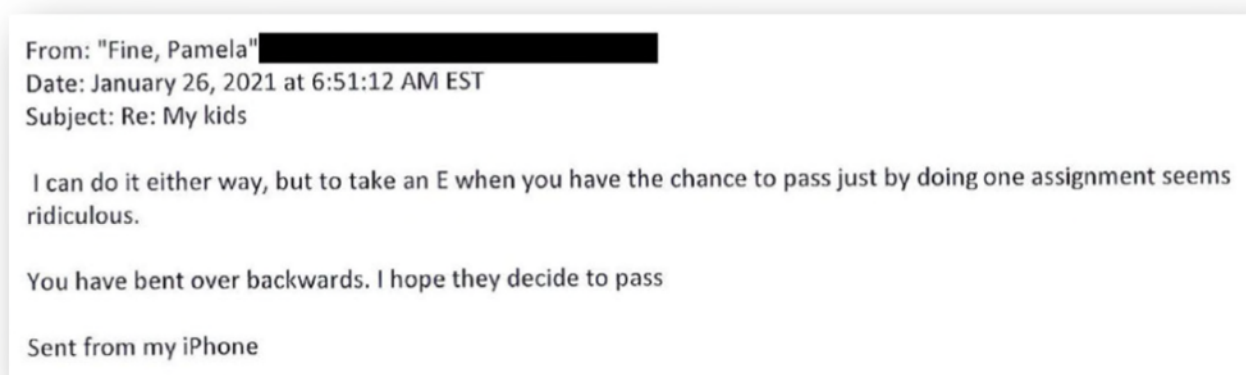 From: "Fine, Pamela"
Date: January 26, 2021 at 6:51:12 AM EST
Subject: Re: My kids
I can do it either way, but to take an E when you have the chance to pass just by doing one assignment seems
ridiculous.
You have bent over backwards. I hope they decide to pass
Sent from my iPhone